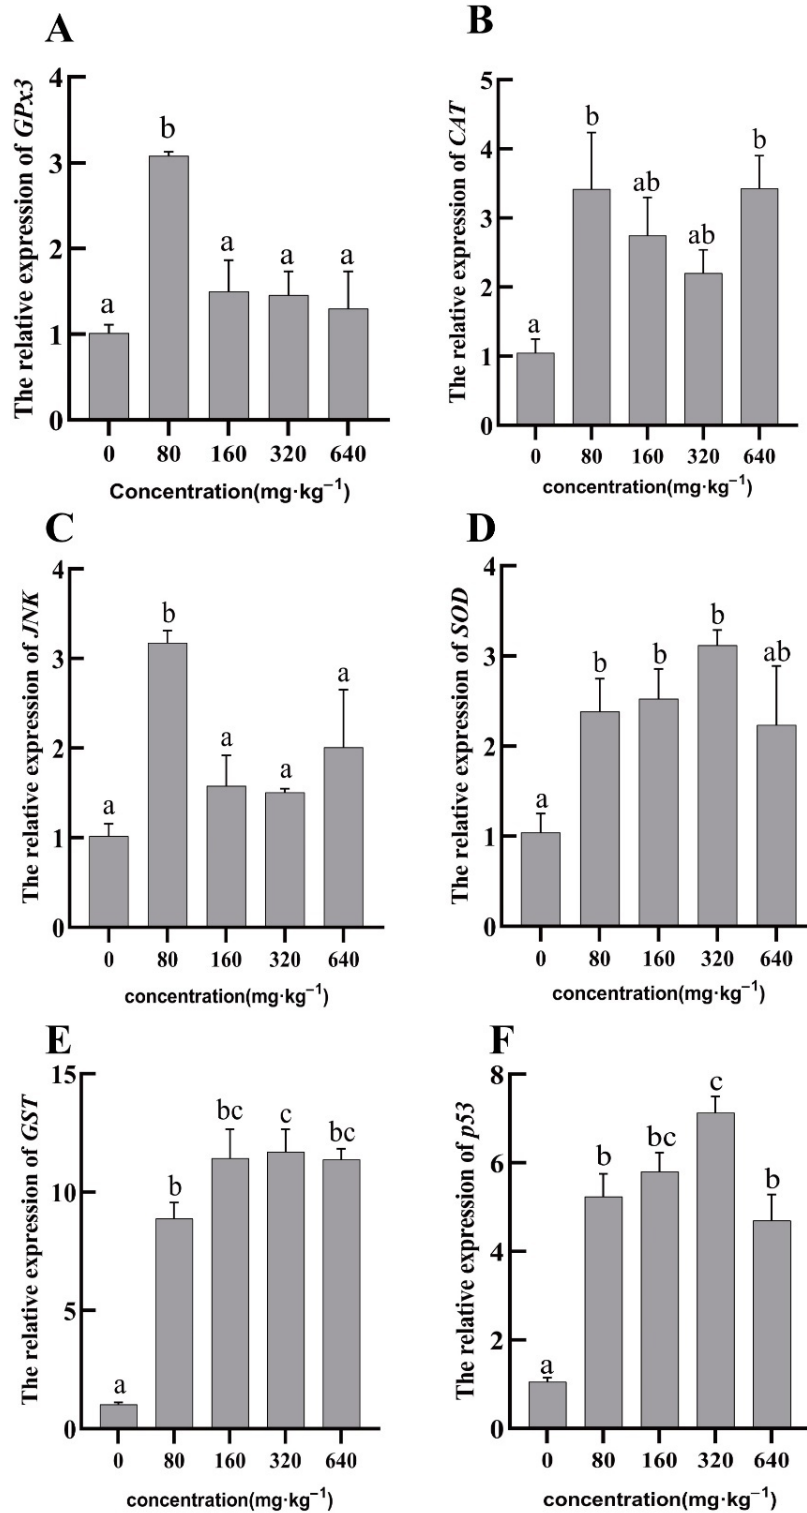 A
The relative expression of GPx3
4
3
2
1
0
a
b
a
a
a
0 80 160 320 640
Concentration(mg·kg⁻¹)
B
The relative expression of CAT
5
4
3
2
1
0
a
b
ab
ab
b
0 80 160 320 640
concentration(mg·kg⁻¹)
C
The relative expression of JNK
4
3
2
1
0
a
b
a
a
a
0 80 160 320 640
concentration(mg·kg⁻¹)
D
The relative expression of SOD
4
3
2
1
0
a
b
b
b
ab
0 80 160 320 640
concentration(mg·kg⁻¹)
E
The relative expression of GST
15
10
5
0
a
b
bc
c
bc
0 80 160 320 640
concentration(mg·kg⁻¹)
F
The relative expression of p53
8
6
4
2
0
a
b
bc
c
b
0 80 160 320 640
concentration(mg·kg⁻¹)